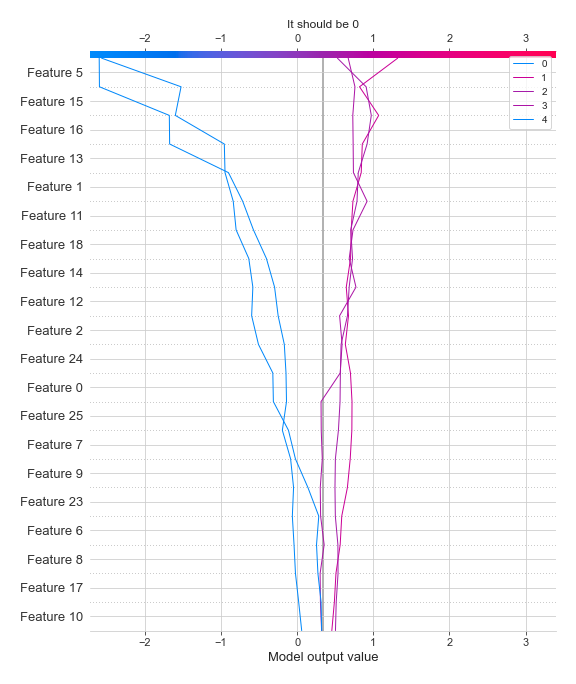 It should be 0
−2 −1 0 1 2 3
0
1
2
3
4
Feature 5
Feature 15
Feature 16
Feature 13
Feature 1
Feature 11
Feature 18
Feature 14
Feature 12
Feature 2
Feature 24
Feature 0
Feature 25
Feature 7
Feature 9
Feature 23
Feature 6
Feature 8
Feature 17
Feature 10
−2 −1 0 1 2 3
Model output value